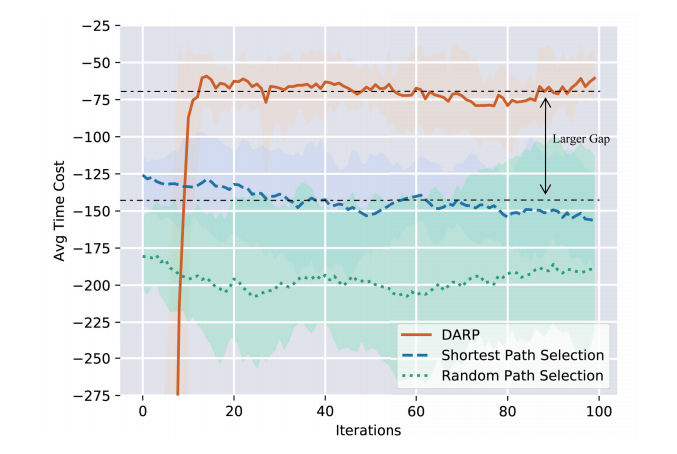 −25
−50
−75
−100
−125
−150
−175
−200
−225
−250
−275
Avg Time Cost
Larger Gap
DARP
Shortest Path Selection
Random Path Selection
0 20 40 60 80 100
Iterations